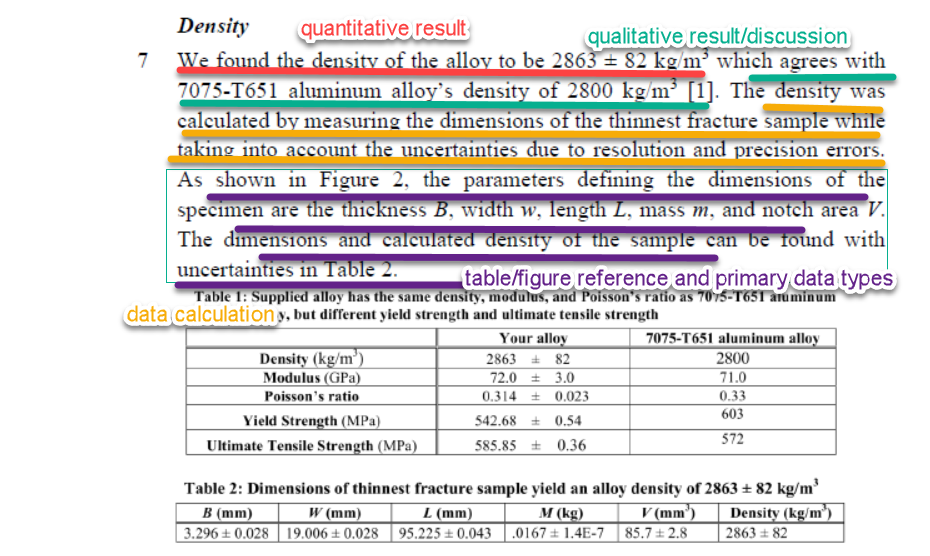 Density
quantitative result
qualitative result/discussion
7 We found the density of the alloy to be 2863 ± 82 kg/m³ which agrees with
7075-T651 aluminum alloy's density of 2800 kg/m³ [1]. The density was
calculated by measuring the dimensions of the thinnest fracture sample while
taking into account the uncertainties due to resolution and precision errors.
As shown in Figure 2, the parameters defining the dimensions of the
specimen are the thickness B, width w, length L, mass m, and notch area V.
The dimensions and calculated density of the sample can be found with
uncertainties in Table 2.
table/figure reference and primary data types
Table 1: Supplied alloy has the same density, modulus, and Poisson's ratio as 7075-T651 aluminum
data calculation
y, but different yield strength and ultimate tensile strength
Your alloy 7075-T651 aluminum alloy
Density (kg/m³) 2863 ± 82 2800
Modulus (GPa) 72.0 ± 3.0 71.0
Poisson's ratio 0.314 ± 0.023 0.33
Yield Strength (MPa) 542.68 ± 0.54 603
Ultimate Tensile Strength (MPa) 585.85 ± 0.36 572
Table 2: Dimensions of thinnest fracture sample yield an alloy density of 2863 ± 82 kg/m³
B (mm) W (mm) L (mm) M (kg) V (mm³) Density (kg/m³)
3.296 ± 0.028 19.006 ± 0.028 95.225 ± 0.043 .0167 ± 1.4E-7 85.7 ± 2.8 2863 ± 82